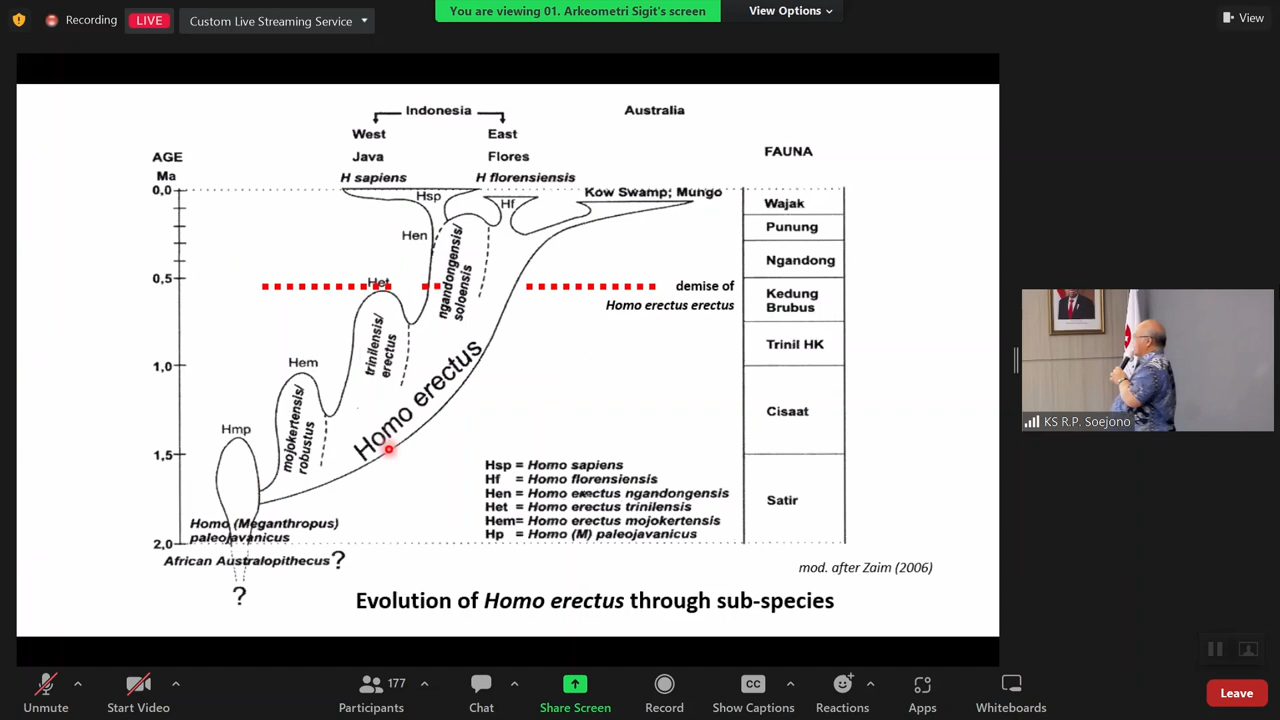 Recording
LIVE
Custom Live Streaming Service
You are viewing 01. Arkeometri Sigit's screen
View Options
View
Indonesia
Australia
West
East
FAUNA
AGE
Java
Flores
Ma
H sapiens
H florensiensis
0,0
Kow Swamp; Mungo
Hsp
Hf
Wajak
Punung
Hen
ngandongensis/
soloensis
Ngandong
0,5
Het
demise of
Homo erectus erectus
Kedung
Brubus
trinilensis/
erectus
Trinil HK
1,0
Hem
Homo erectus
mojokertensis/
robustus
Cisaat
Hmp
1,5
Hsp = Homo sapiens
Hf = Homo florensiensis
Hen = Homo erectus ngandongensis
Het = Homo erectus trinilensis
Hem= Homo erectus mojokertensis
Hp = Homo (M) paleojavanicus
Satir
Homo (Meganthropus)
paleojavanicus
2,0
African Australopithecus ?
?
mod. after Zaim (2006)
Evolution of Homo erectus through sub-species
KS R.P. Soejono
Unmute
Start Video
177
Participants
Chat
Share Screen
Record
CC
Show Captions
Reactions
Apps
Whiteboards
Leave